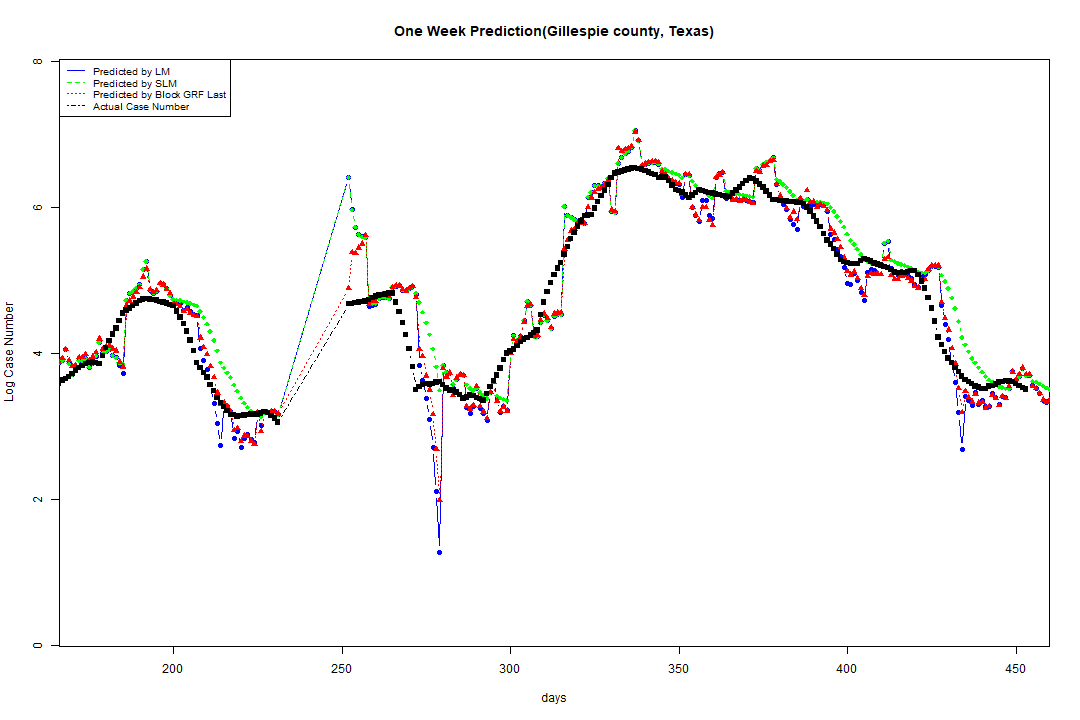 One Week Prediction(Gillespie county, Texas)
Predicted by LM
Predicted by SLM
Predicted by Block GRF Last
Actual Case Number
8
6
4
2
0
Log Case Number
200
250
300
350
400
450
days